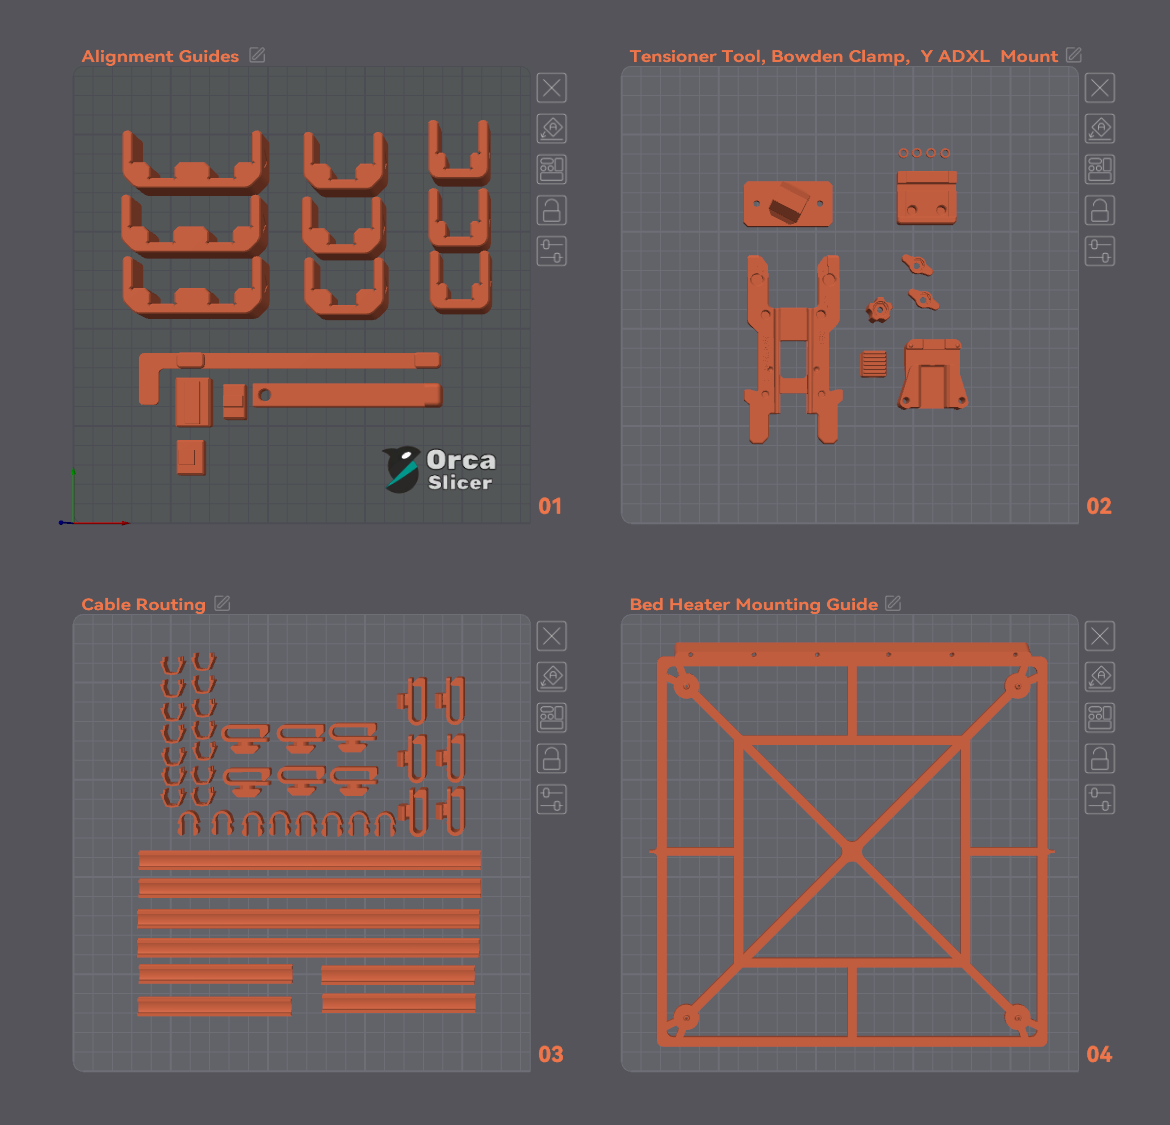 Alignment Guides
Tensioner Tool, Bowden Clamp, Y ADXL Mount
Orca
Slicer
01
02
Cable Routing
Bed Heater Mounting Guide
03
04